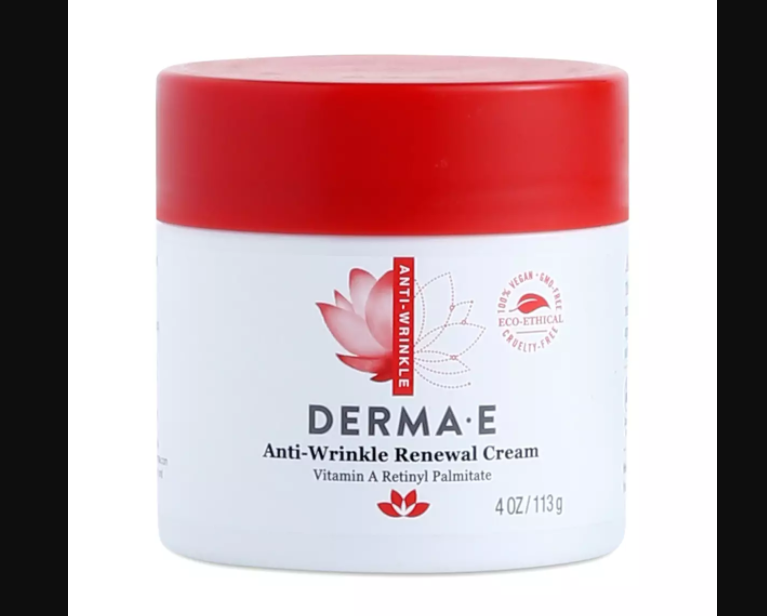 ANTI-WRINKLE
100% VEGAN · GMO-FREE
ECO-ETHICAL
CRUELTY-FREE
DERMA·E
Anti-Wrinkle Renewal Cream
Vitamin A Retinyl Palmitate
4 OZ/113g